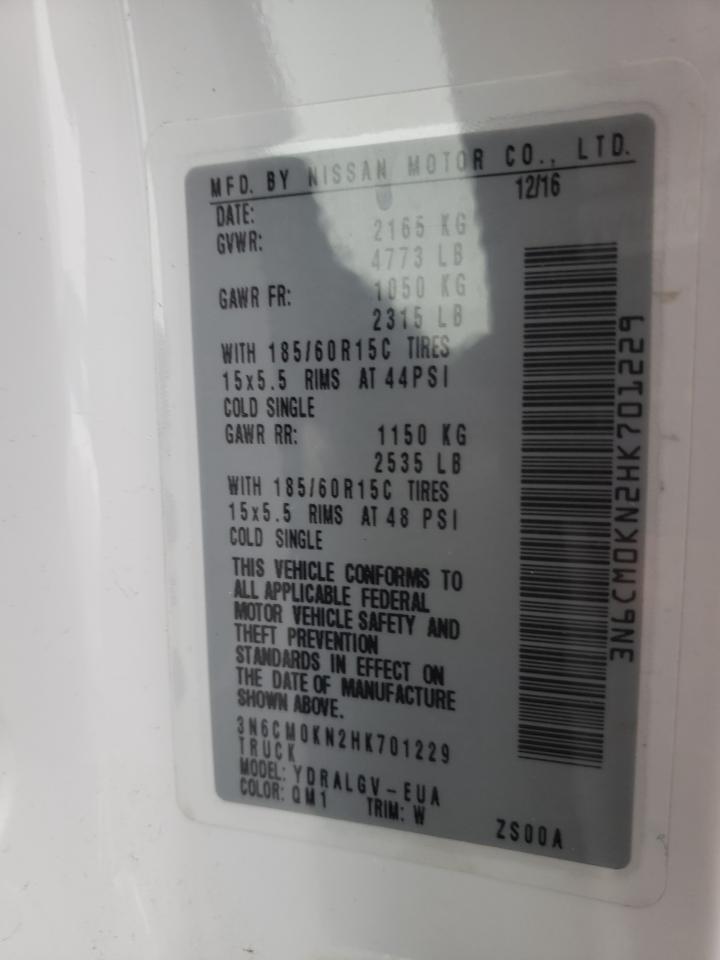 MFD. BY NISSAN MOTOR CO., LTD.
DATE: 12/16
GVWR: 2165 KG
4773 LB
GAWR FR: 1050 KG
2315 LB
WITH 185/60R15C TIRES
15x5.5 RIMS AT 44PSI
COLD SINGLE
GAWR RR: 1150 KG
2535 LB
WITH 185/60R15C TIRES
15x5.5 RIMS AT 48 PSI
COLD SINGLE
THIS VEHICLE CONFORMS TO
ALL APPLICABLE FEDERAL
MOTOR VEHICLE SAFETY AND
THEFT PREVENTION
STANDARDS IN EFFECT ON
THE DATE OF MANUFACTURE
SHOWN ABOVE.
3N6CM0KN2HK701229
TRUCK
MODEL: YDRALGV-EUA
COLOR: QM1 TRIM: W
ZS00A
3N6CM0KN2HK701229